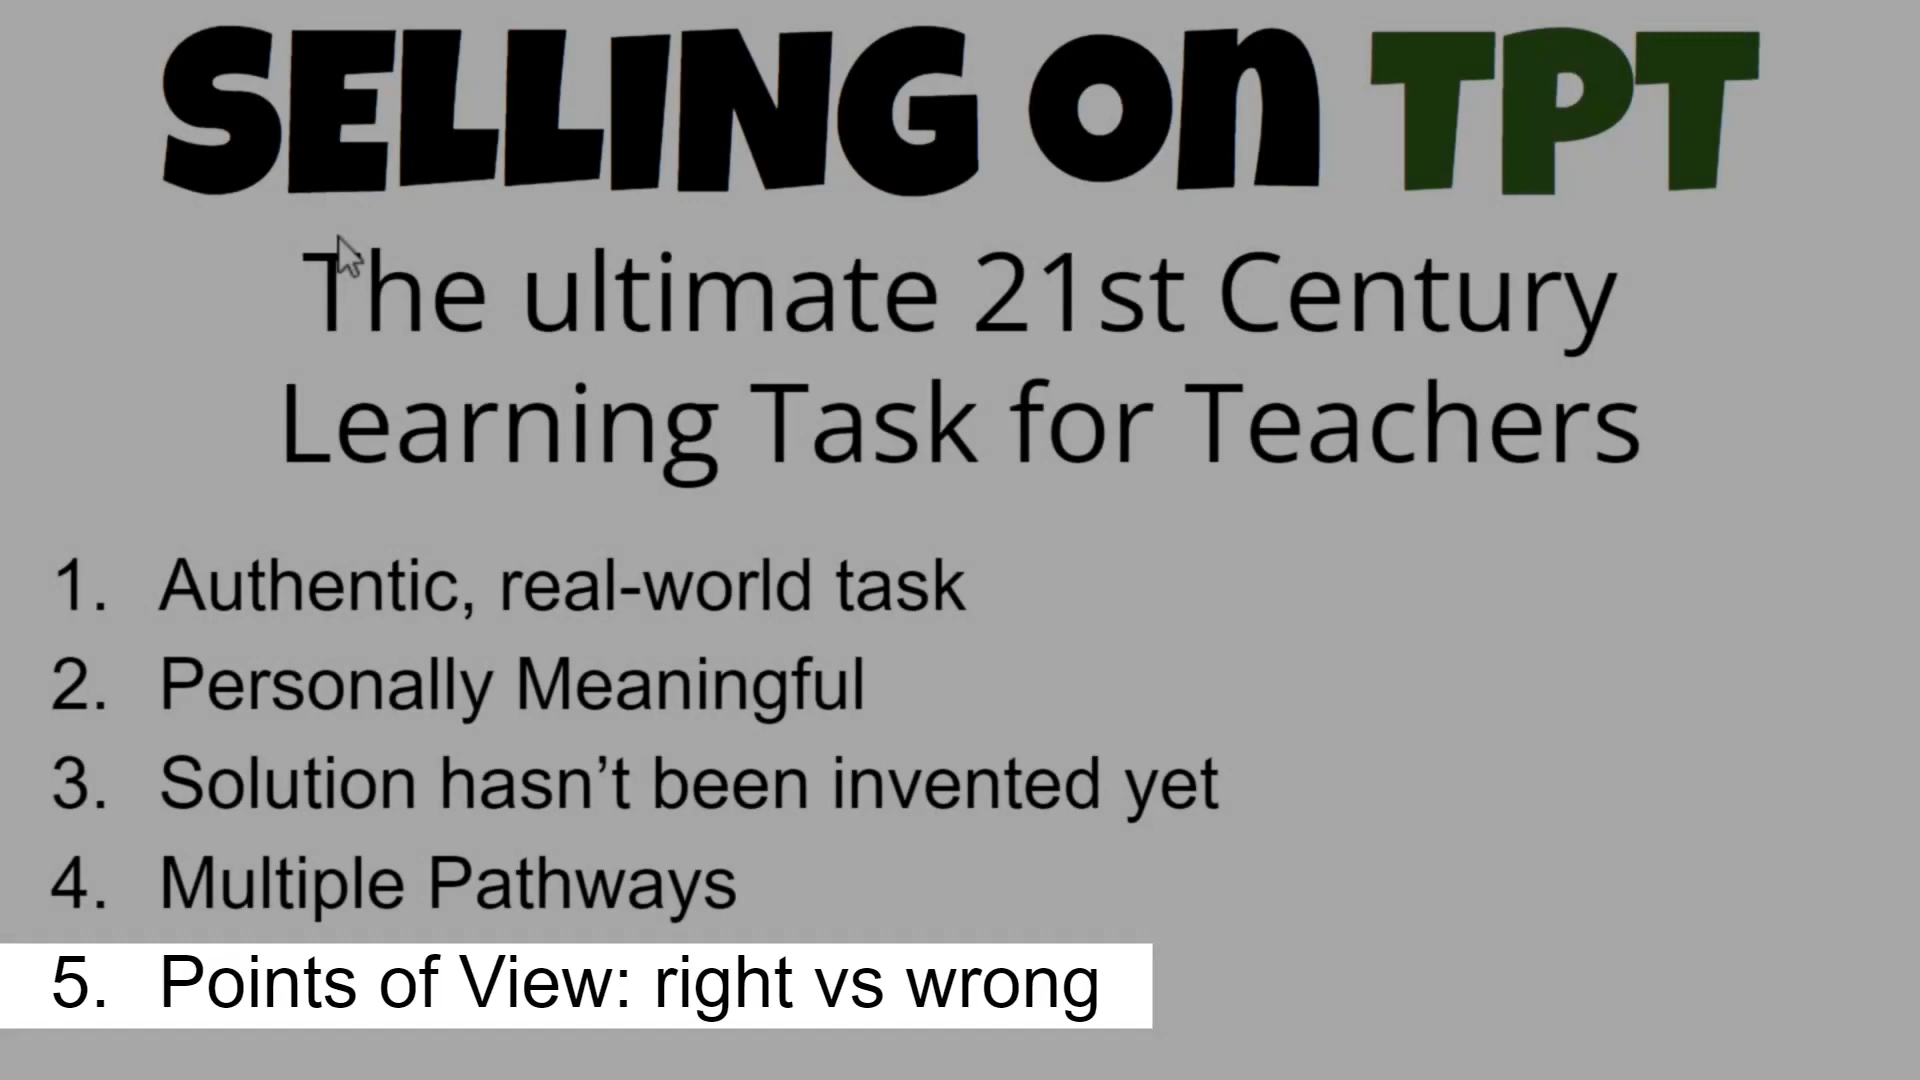 SELLING on TPT
The ultimate 21st Century
Learning Task for Teachers
1. Authentic, real-world task
2. Personally Meaningful
3. Solution hasn’t been invented yet
4. Multiple Pathways
5. Points of View: right vs wrong